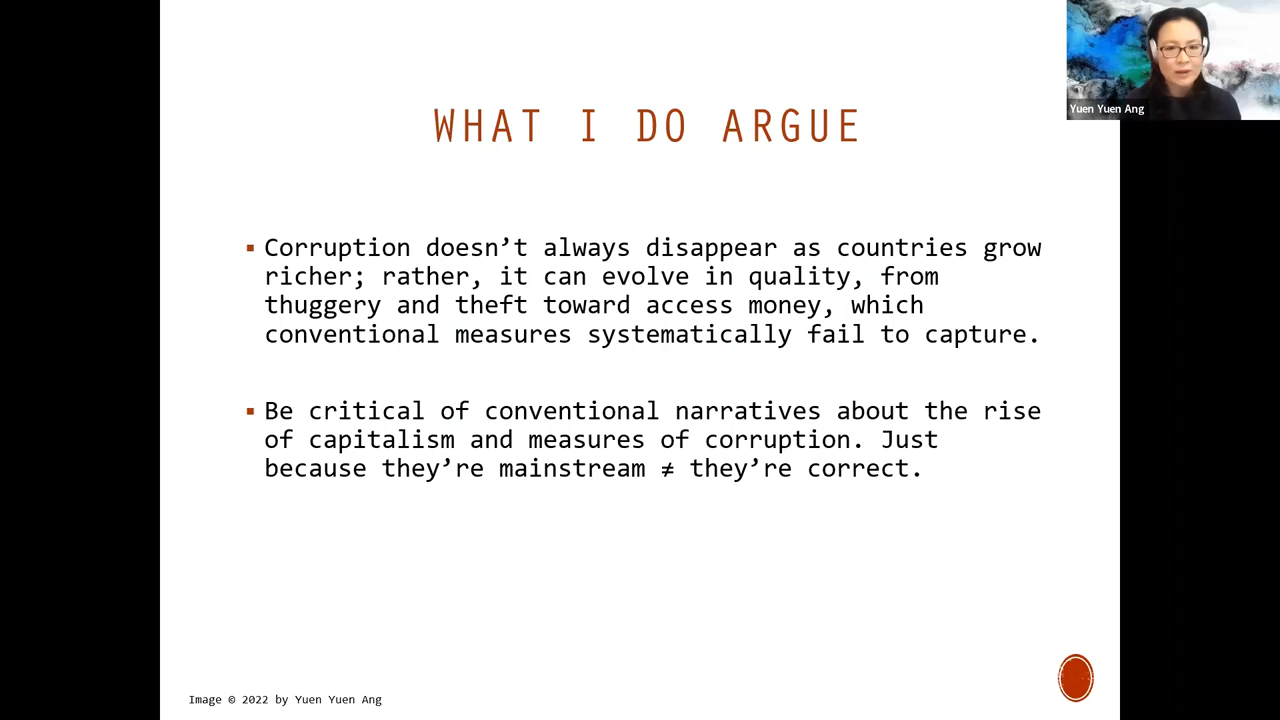 Yuen Yuen Ang
WHAT I DO ARGUE
▪ Corruption doesn’t always disappear as countries grow
richer; rather, it can evolve in quality, from
thuggery and theft toward access money, which
conventional measures systematically fail to capture.
▪ Be critical of conventional narratives about the rise
of capitalism and measures of corruption. Just
because they’re mainstream ≠ they’re correct.
Image © 2022 by Yuen Yuen Ang